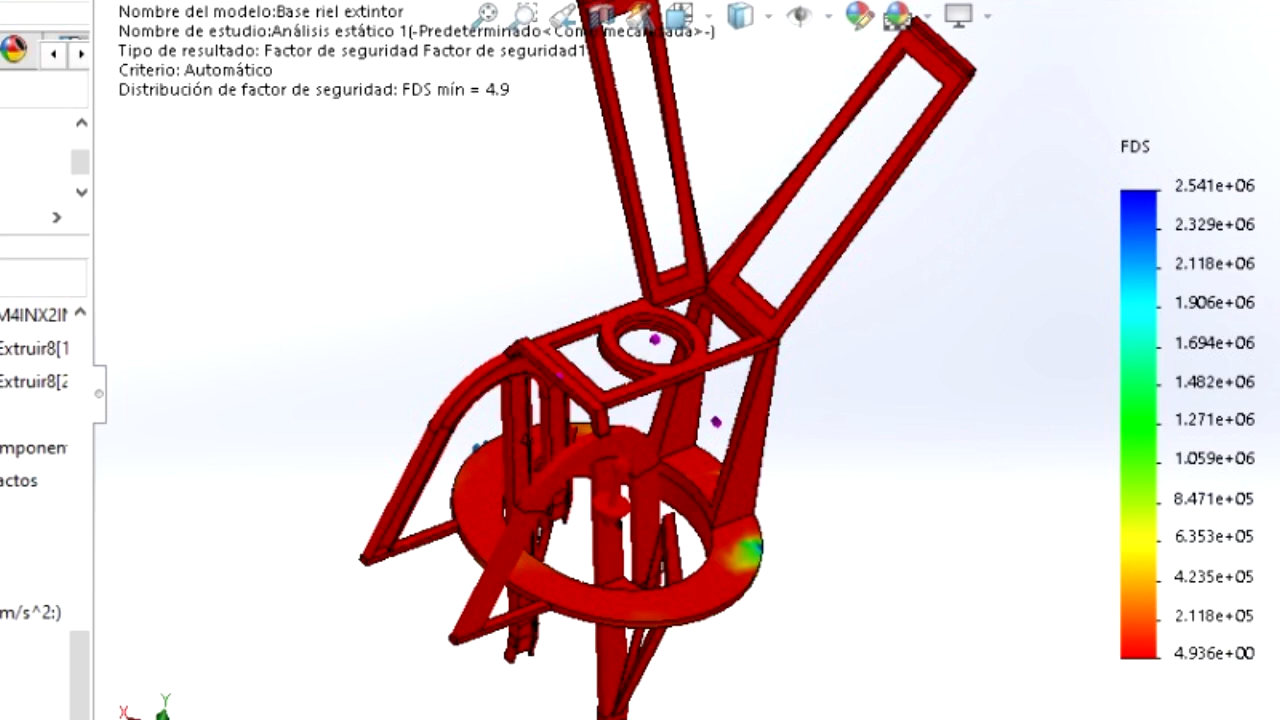 Nombre del modelo:Base riel extintor
Nombre de estudio:Análisis estático 1(-Predeterminado<Como mecanizada>-)
Tipo de resultado: Factor de seguridad Factor de seguridad1
Criterio: Automático
Distribución de factor de seguridad: FDS mín = 4.9
FDS
2.541e+06
2.329e+06
2.118e+06
1.906e+06
1.694e+06
1.482e+06
1.271e+06
1.059e+06
8.471e+05
6.353e+05
4.235e+05
2.118e+05
4.936e+00
M4INX2IN
Extruir8[1
Extruir8[2
mponen
actos
m/s^2:)
X
Y